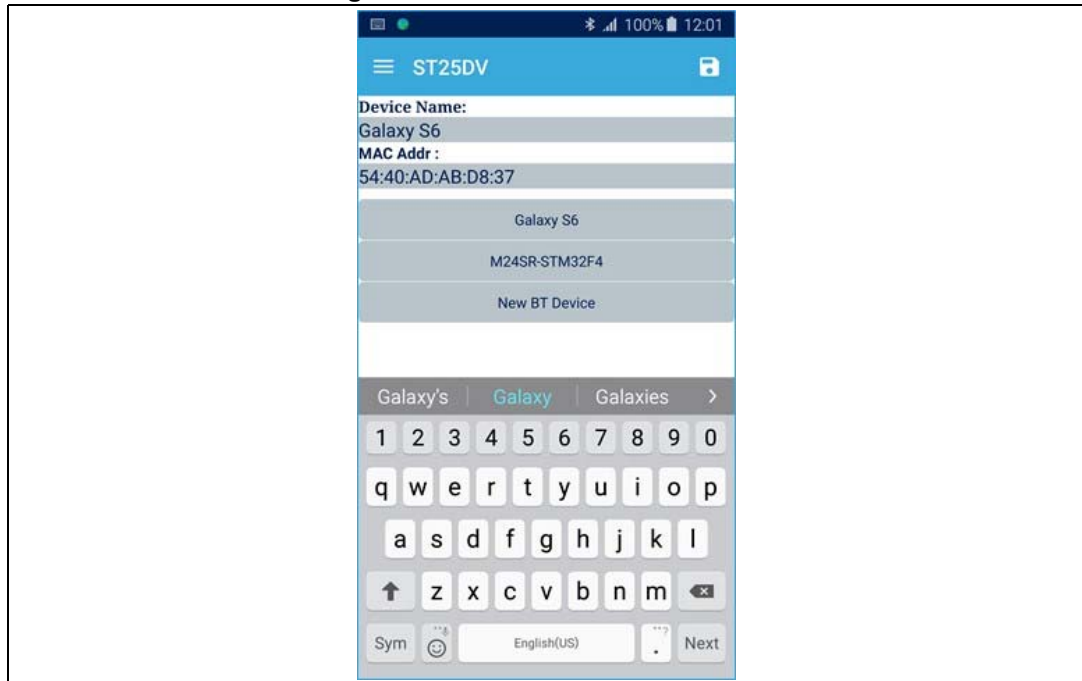 100% 12:01
ST25DV
Device Name:
Galaxy S6
MAC Addr :
54:40:AD:AB:D8:37
Galaxy S6
M24SR-STM32F4
New BT Device
Galaxy's Galaxy Galaxies >
1 2 3 4 5 6 7 8 9 0
q w e r t y u i o p
a s d f g h j k l
z x c v b n m
Sym English(US) . Next